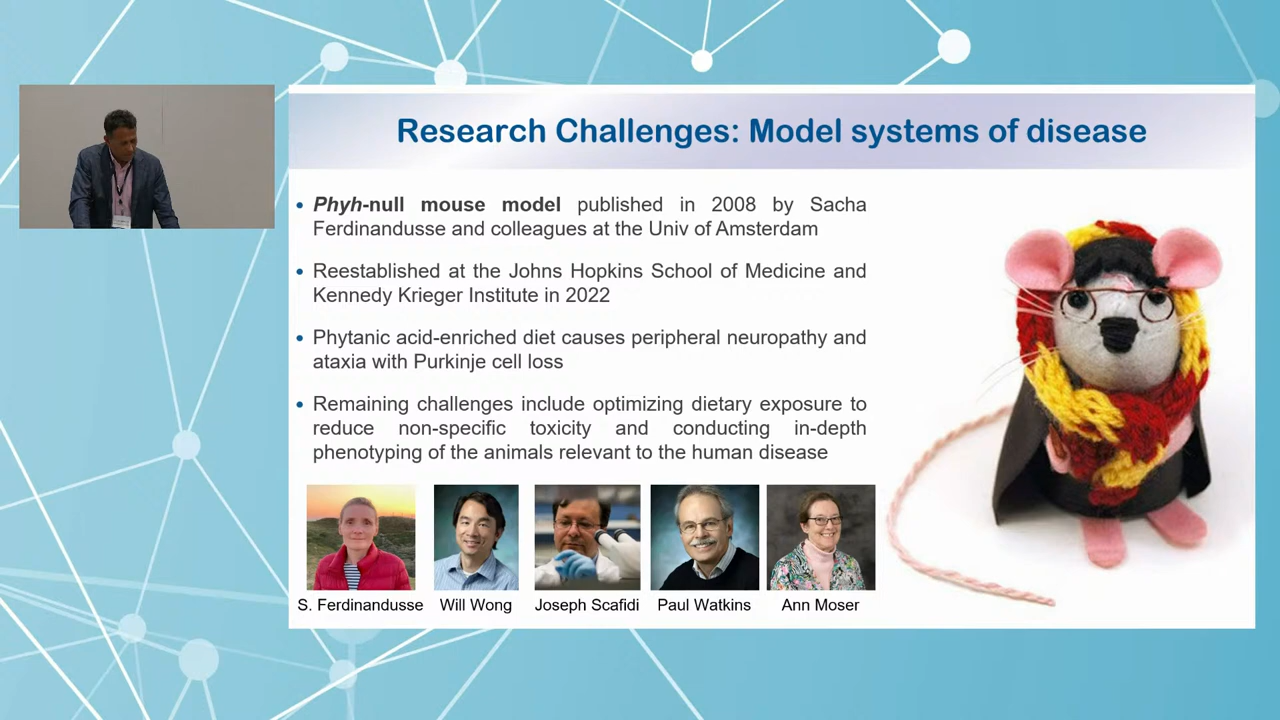 Research Challenges: Model systems of disease
• Phyh-null mouse model published in 2008 by Sacha
Ferdinandusse and colleagues at the Univ of Amsterdam
• Reestablished at the Johns Hopkins School of Medicine and
Kennedy Krieger Institute in 2022
• Phytanic acid-enriched diet causes peripheral neuropathy and
ataxia with Purkinje cell loss
• Remaining challenges include optimizing dietary exposure to
reduce non-specific toxicity and conducting in-depth
phenotyping of the animals relevant to the human disease
S. Ferdinandusse
Will Wong
Joseph Scafidi
Paul Watkins
Ann Moser